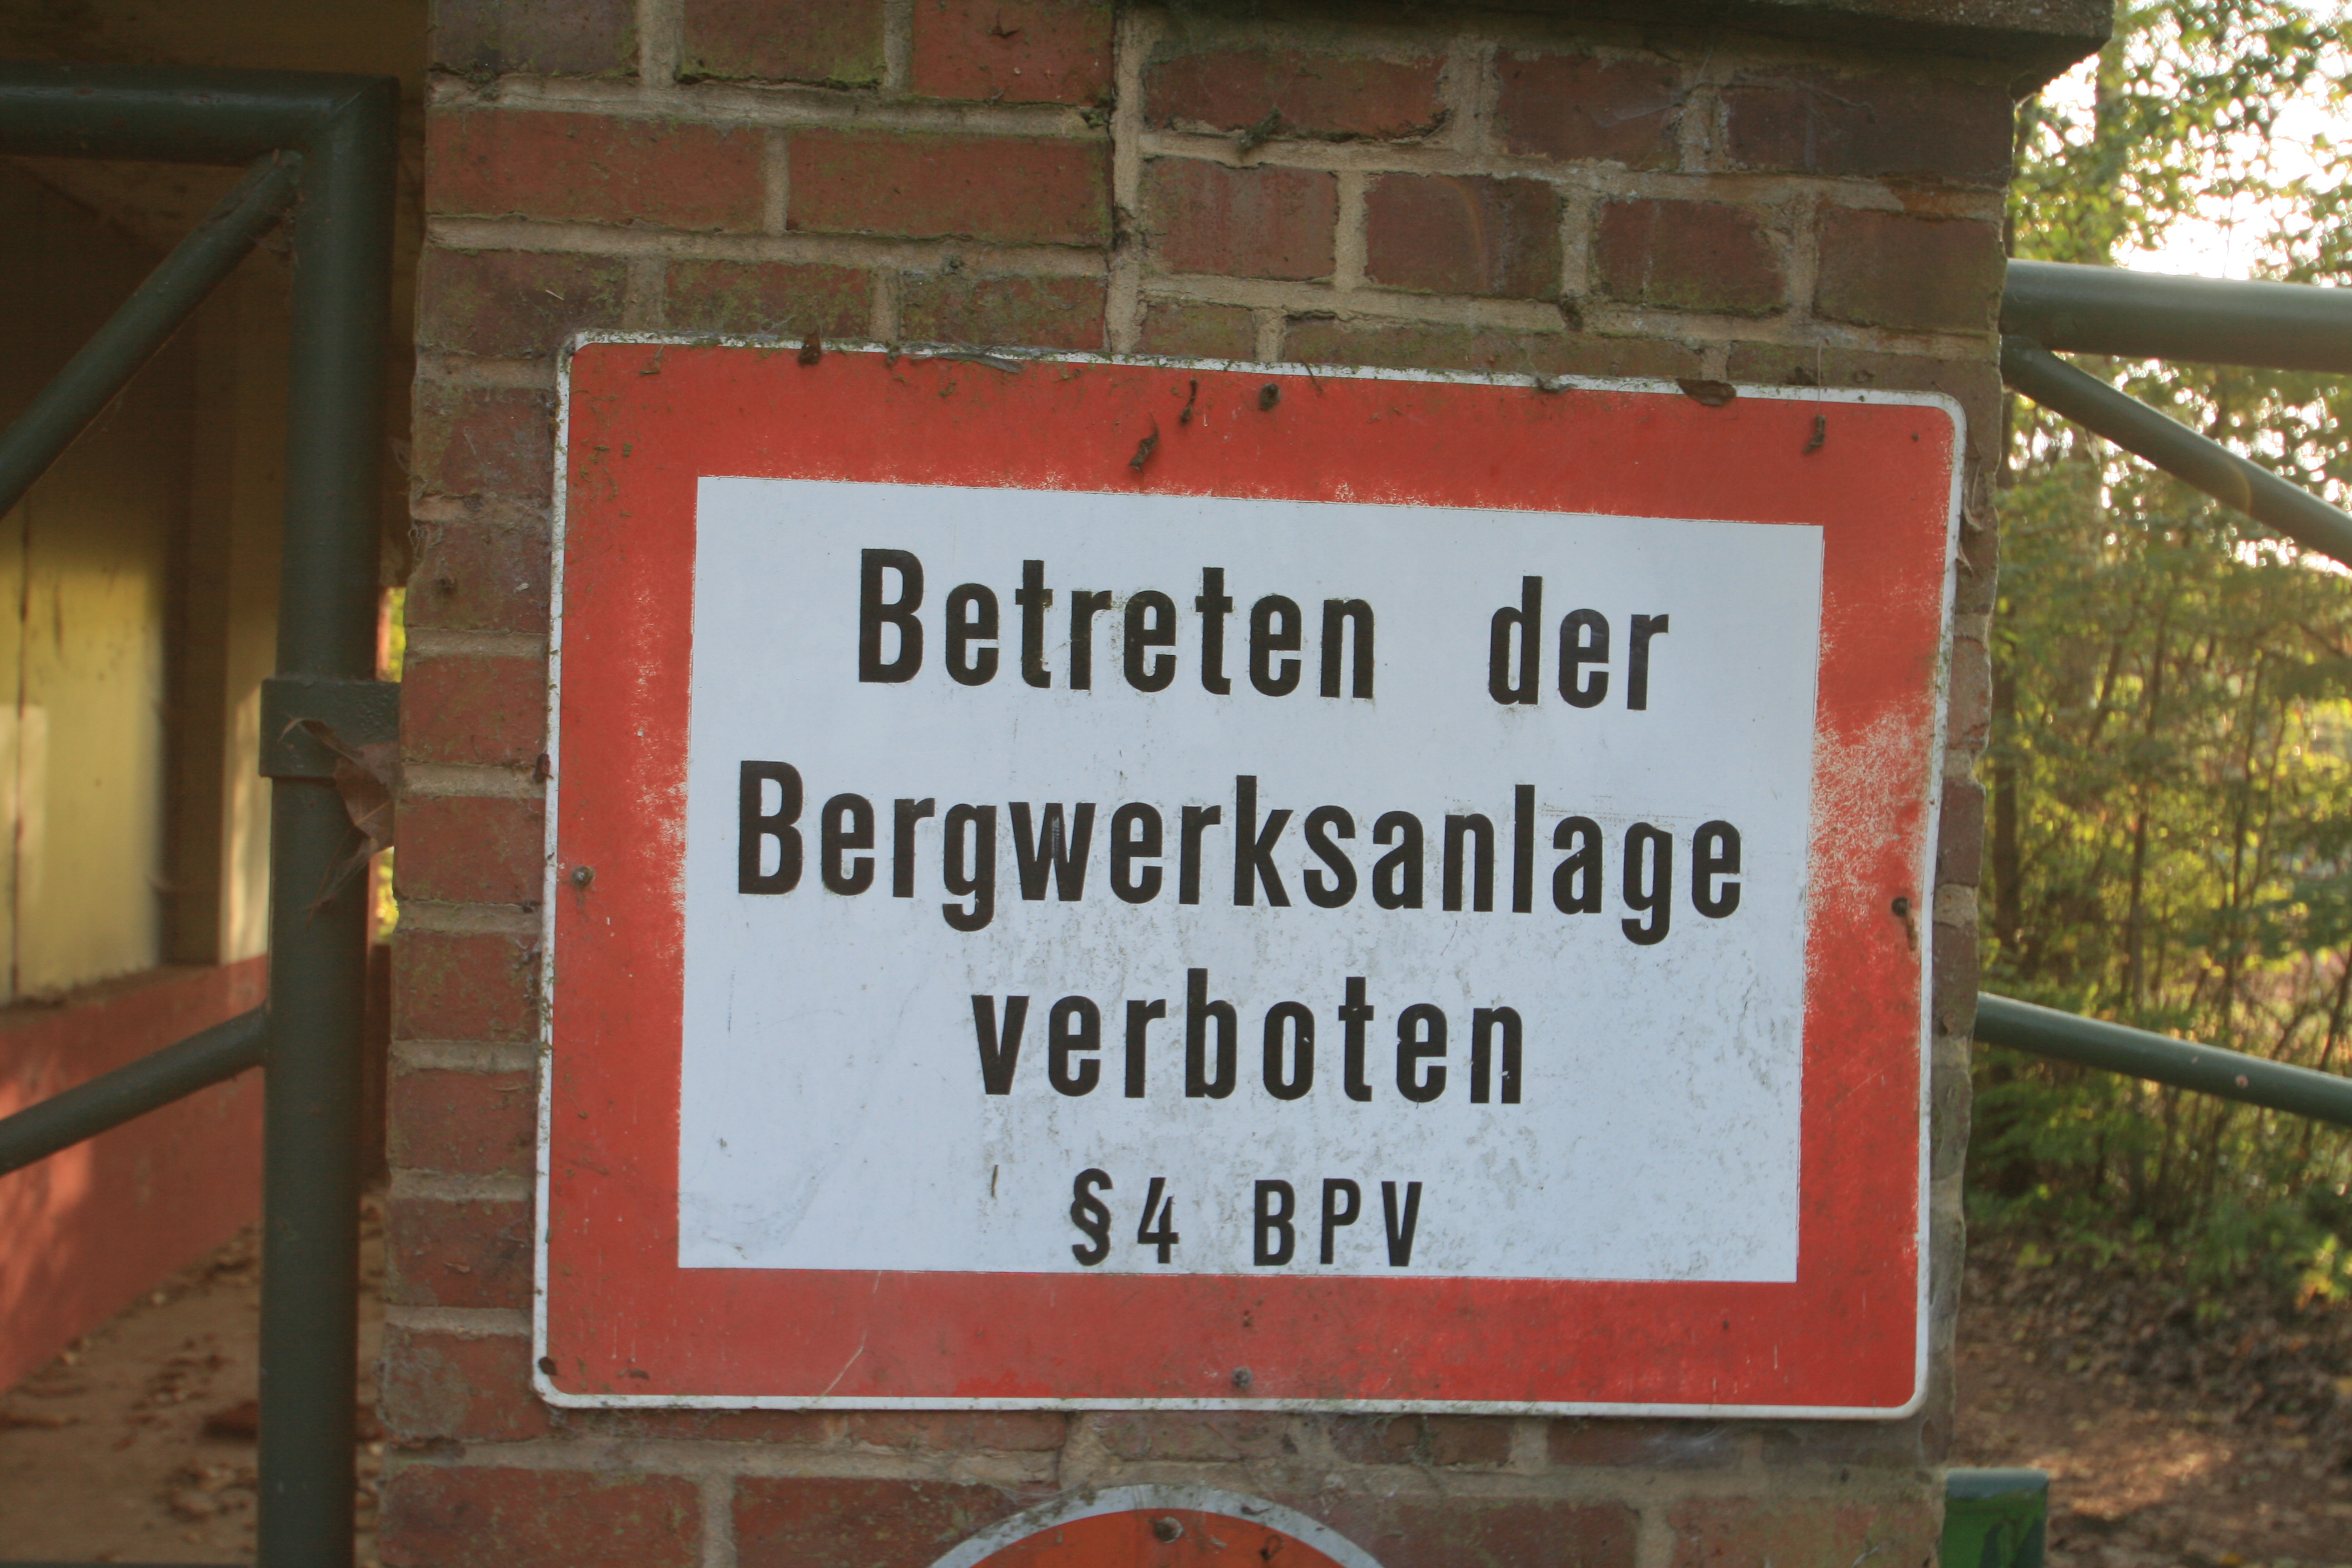 Betreten der
Bergwerksanlage
verboten
§4 BPV